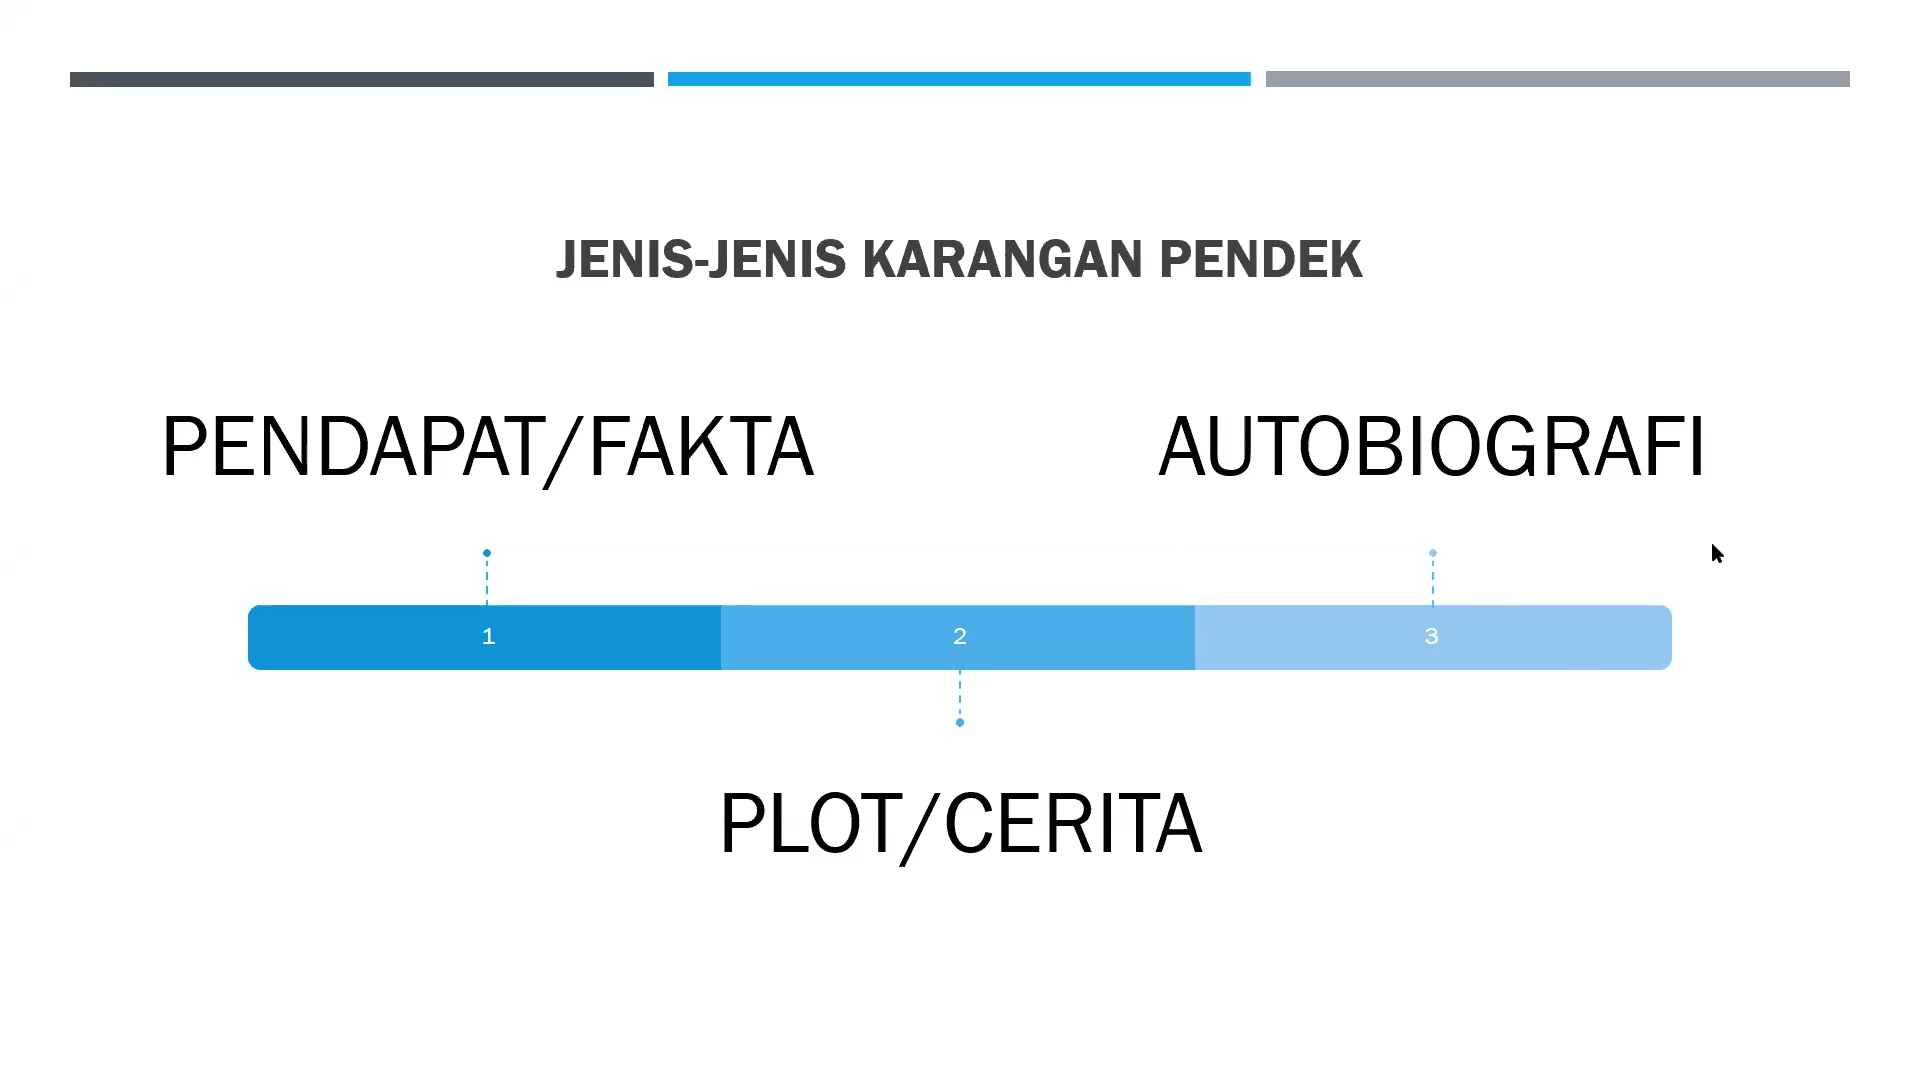 JENIS-JENIS KARANGAN PENDEK
PENDAPAT/FAKTA
AUTOBIOGRAFI
1
2
3
PLOT/CERITA